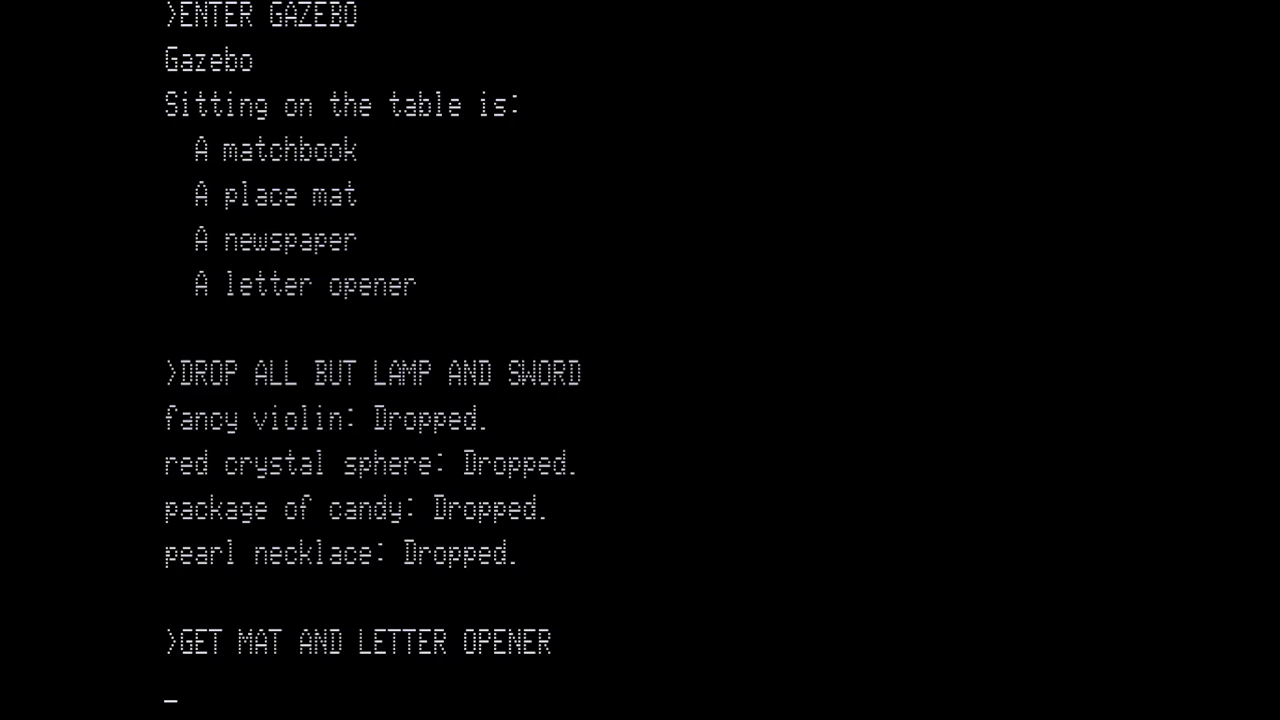 >ENTER GAZEBO
Gazebo
Sitting on the table is:
A matchbook
A place mat
A newspaper
A letter opener
>DROP ALL BUT LAMP AND SWORD
fancy violin: Dropped.
red crystal sphere: Dropped.
package of candy: Dropped.
pearl necklace: Dropped.
>GET MAT AND LETTER OPENER
_